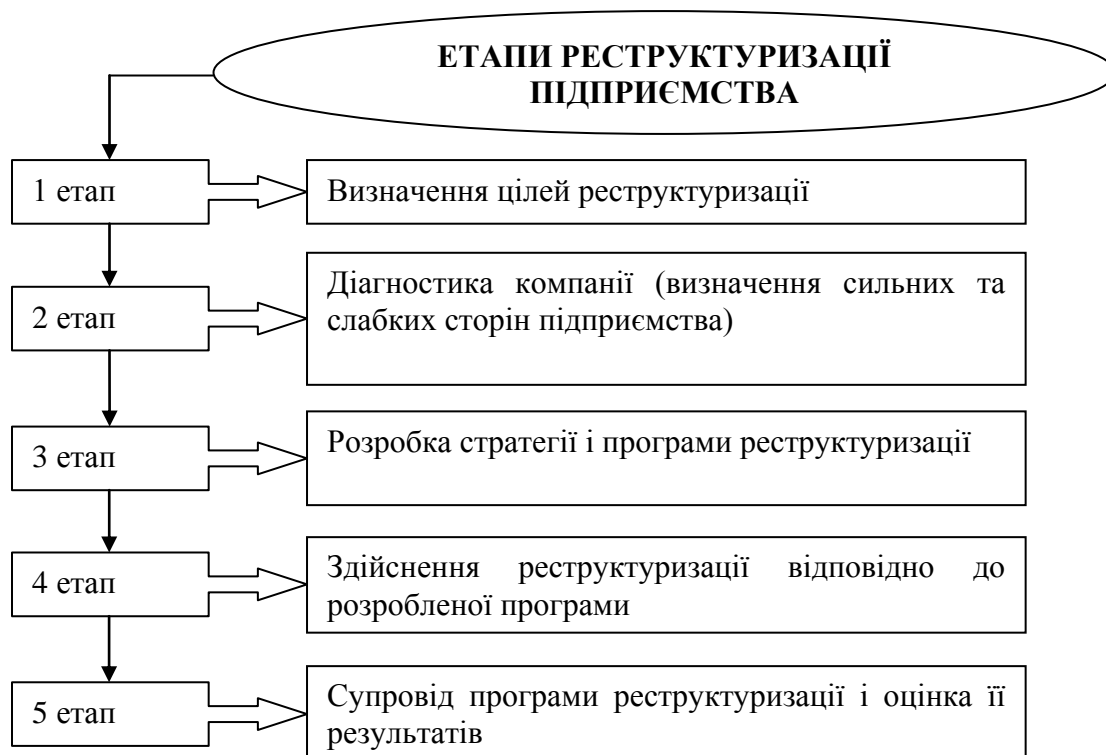 ЕТАПИ РЕСТРУКТУРИЗАЦІЇ
ПІДПРИЄМСТВА
1 етап
Визначення цілей реструктуризації
2 етап
Діагностика компанії (визначення сильних та
слабких сторін підприємства)
3 етап
Розробка стратегії і програми реструктуризації
4 етап
Здійснення реструктуризації відповідно до
розробленої програми
5 етап
Супровід програми реструктуризації і оцінка її
результатів